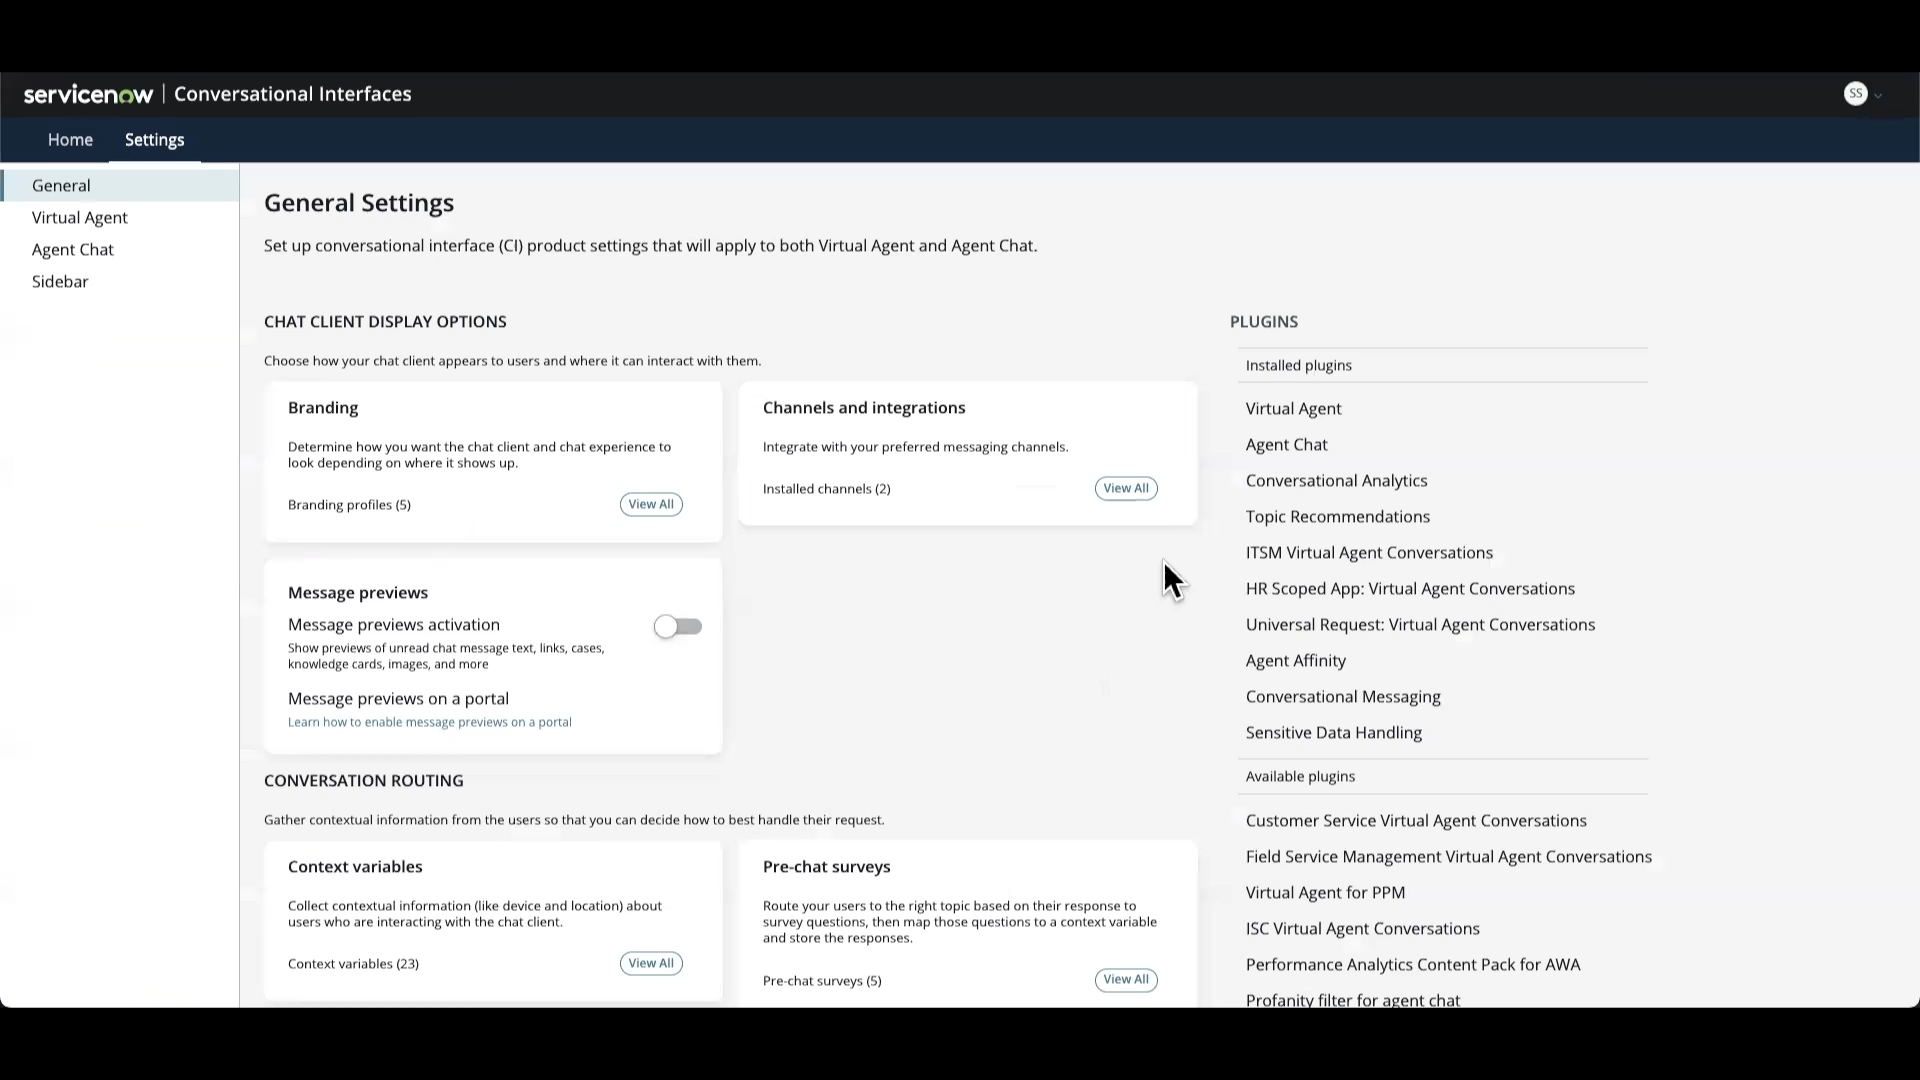 servicenow | Conversational Interfaces
SS
Home
Settings
General
Virtual Agent
Agent Chat
Sidebar
General Settings
Set up conversational interface (CI) product settings that will apply to both Virtual Agent and Agent Chat.
CHAT CLIENT DISPLAY OPTIONS
Choose how your chat client appears to users and where it can interact with them.
Branding
Determine how you want the chat client and chat experience to
look depending on where it shows up.
Branding profiles (5)
View All
Channels and integrations
Integrate with your preferred messaging channels.
Installed channels (2)
View All
Message previews
Message previews activation
Show previews of unread chat message text, links, cases,
knowledge cards, images, and more
Message previews on a portal
Learn how to enable message previews on a portal
CONVERSATION ROUTING
Gather contextual information from the users so that you can decide how to best handle their request.
Context variables
Collect contextual information (like device and location) about
users who are interacting with the chat client.
Context variables (23)
View All
Pre-chat surveys
Route your users to the right topic based on their response to
survey questions, then map those questions to a context variable
and store the responses.
Pre-chat surveys (5)
View All
PLUGINS
Installed plugins
Virtual Agent
Agent Chat
Conversational Analytics
Topic Recommendations
ITSM Virtual Agent Conversations
HR Scoped App: Virtual Agent Conversations
Universal Request: Virtual Agent Conversations
Agent Affinity
Conversational Messaging
Sensitive Data Handling
Available plugins
Customer Service Virtual Agent Conversations
Field Service Management Virtual Agent Conversations
Virtual Agent for PPM
ISC Virtual Agent Conversations
Performance Analytics Content Pack for AWA
Profanity filter for agent chat